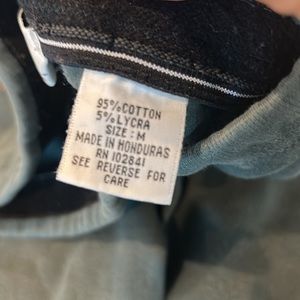 95% COTTON
5% LYCRA
SIZE: M
MADE IN HONDURAS
RN 102841
SEE REVERSE FOR
CARE